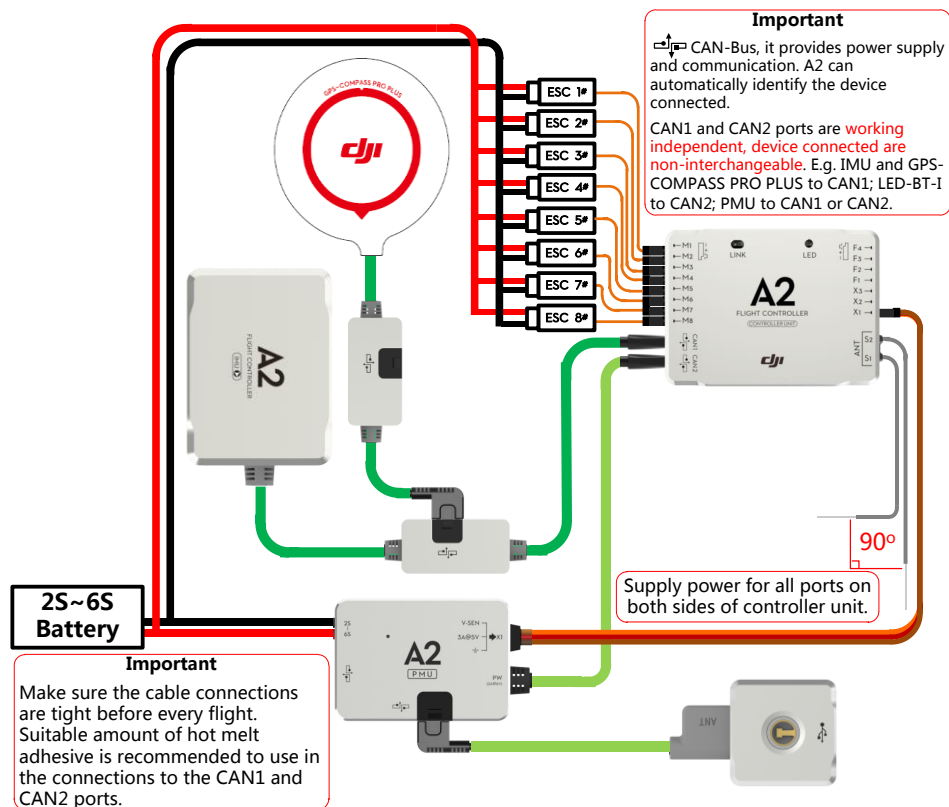 Important
CAN-Bus, it provides power supply
and communication. A2 can
automatically identify the device
connected.
CAN1 and CAN2 ports are working
independent, device connected are
non-interchangeable. E.g. IMU and GPS-
COMPASS PRO PLUS to CAN1; LED-BT-I
to CAN2; PMU to CAN1 or CAN2.
GPS-COMPASS PRO PLUS
dji
ESC 1#
ESC 2#
ESC 3#
ESC 4#
ESC 5#
ESC 6#
ESC 7#
ESC 8#
M1
M2
M3
M4
M5
M6
M7
M8
LINK
LED
F4
F3
F2
F1
X3
X2
X1
A2
FLIGHT CONTROLLER
CONTROLLER UNIT
dji
CAN1
CAN2
ANT
S2
S1
A2
FLIGHT CONTROLLER
IMU
90°
Supply power for all ports on
both sides of controller unit.
2S~6S
Battery
2S
~
6S
V-SEN
3A@5V
X1
A2
PMU
PW
ANT
Important
Make sure the cable connections
are tight before every flight.
Suitable amount of hot melt
adhesive is recommended to use in
the connections to the CAN1 and
CAN2 ports.